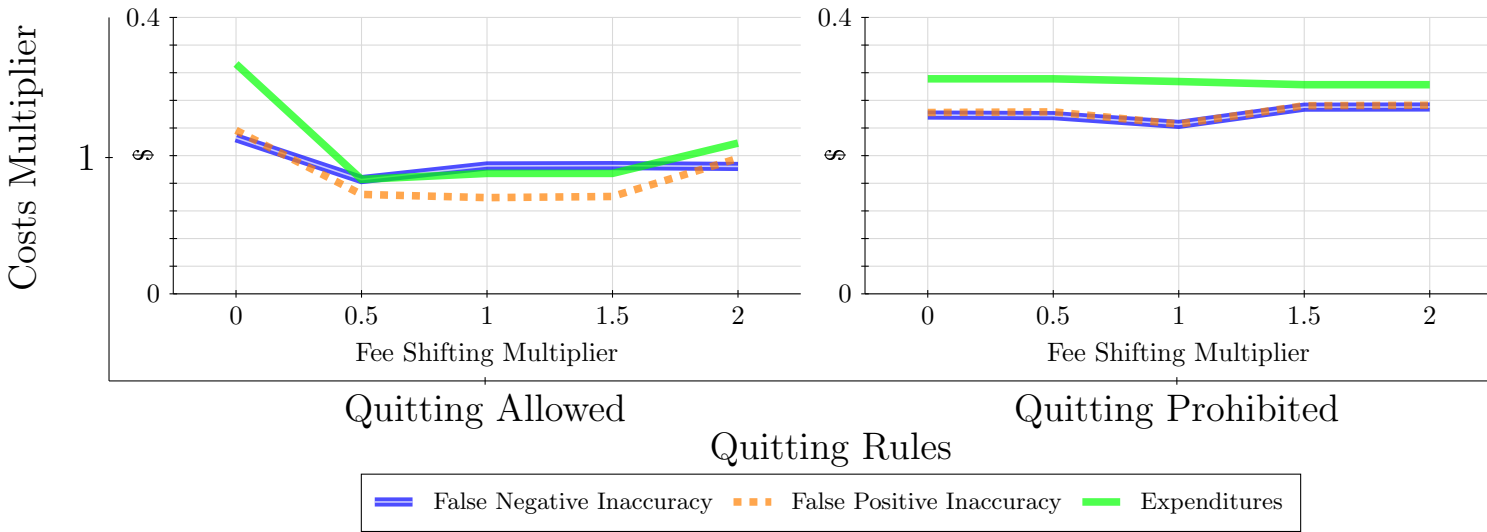 Costs Multiplier
1
0.4
$
0
0 0.5 1 1.5 2
Fee Shifting Multiplier
0.4
$
0
0 0.5 1 1.5 2
Fee Shifting Multiplier
Quitting Allowed
Quitting Prohibited
Quitting Rules
False Negative Inaccuracy False Positive Inaccuracy Expenditures